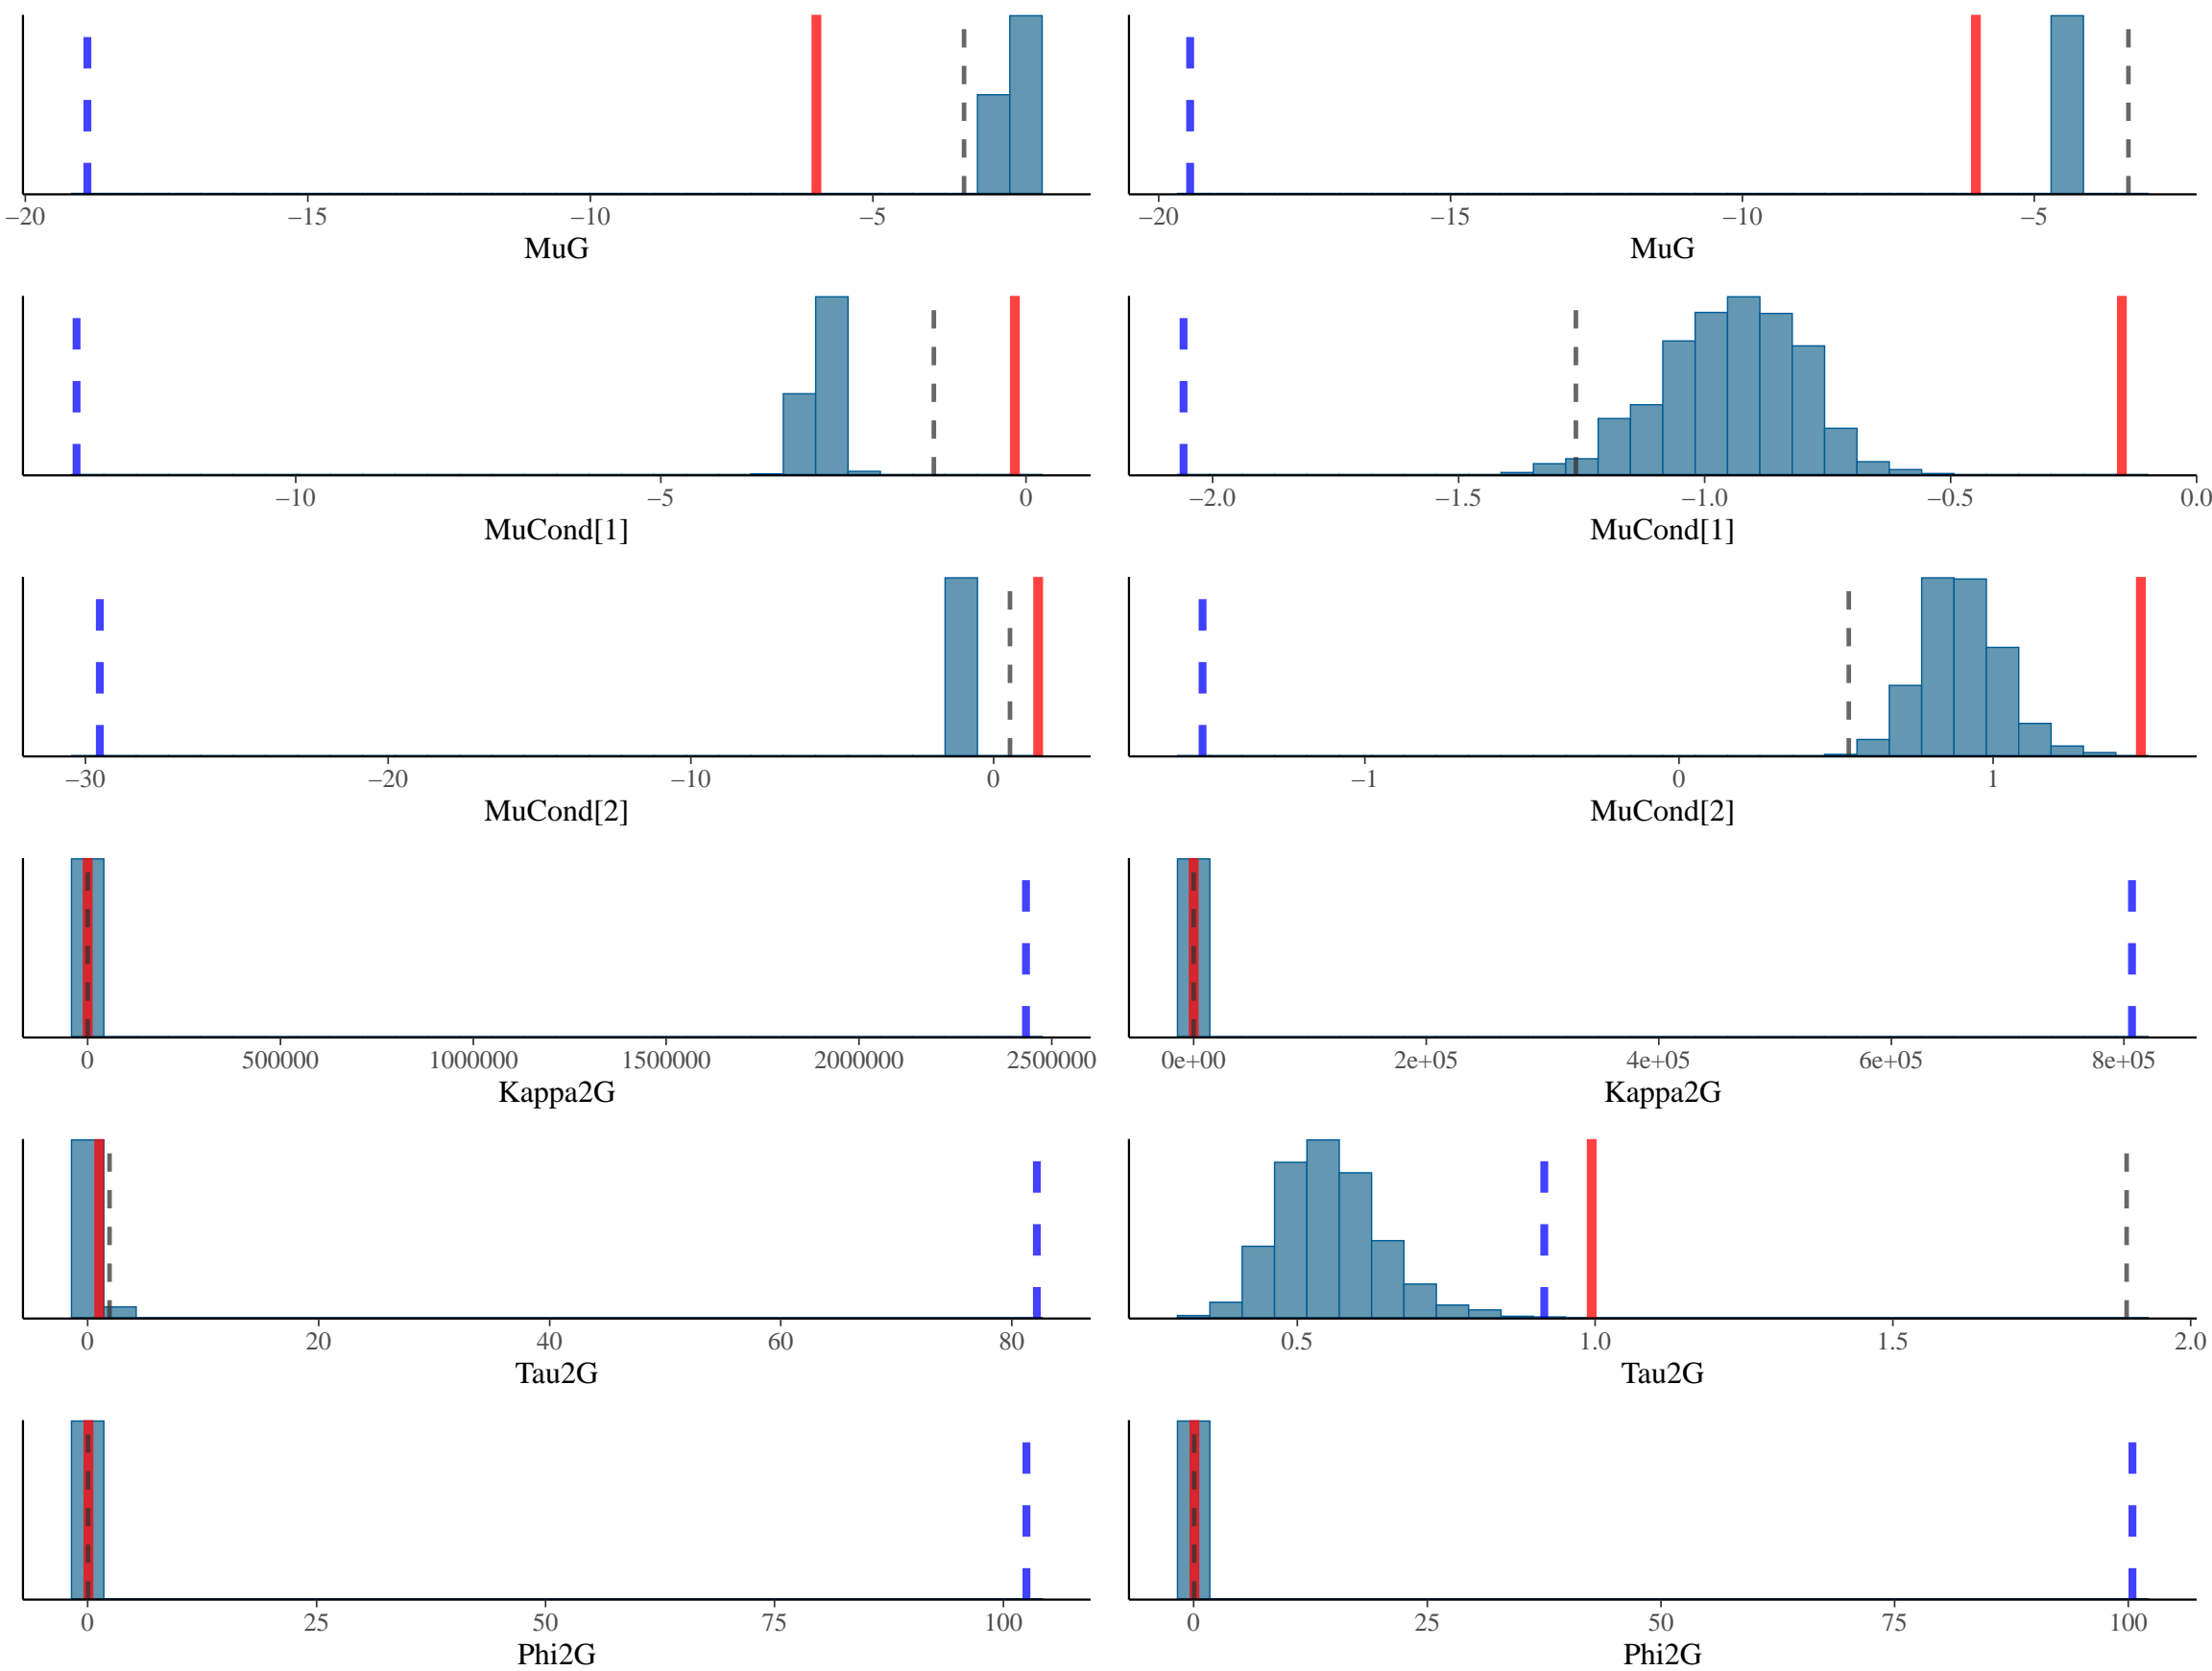 –20 –15 –10 –5
MuG
–20 –15 –10 –5
MuG
–10 –5 0
MuCond[1]
–2.0 –1.5 –1.0 –0.5 0.0
MuCond[1]
–30 –20 –10 0
MuCond[2]
–1 0 1
MuCond[2]
0 500000 1000000 1500000 2000000 2500000
Kappa2G
0e+00 2e+05 4e+05 6e+05 8e+05
Kappa2G
0 20 40 60 80
Tau2G
0.5 1.0 1.5 2.0
Tau2G
0 25 50 75 100
Phi2G
0 25 50 75 100
Phi2G